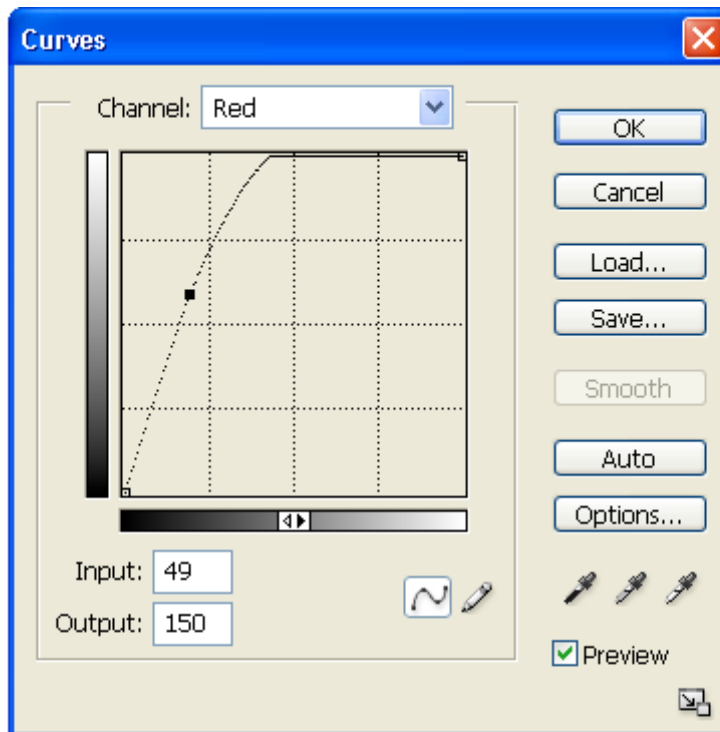 Curves
Channel: Red
OK
Cancel
Load...
Save...
Smooth
Auto
Options...
Input: 49
Output: 150
Preview